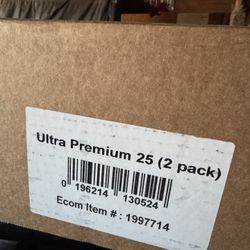 Ultra Premium 25 (2 pack)
0 196214 130524
Ecom Item # : 1997714